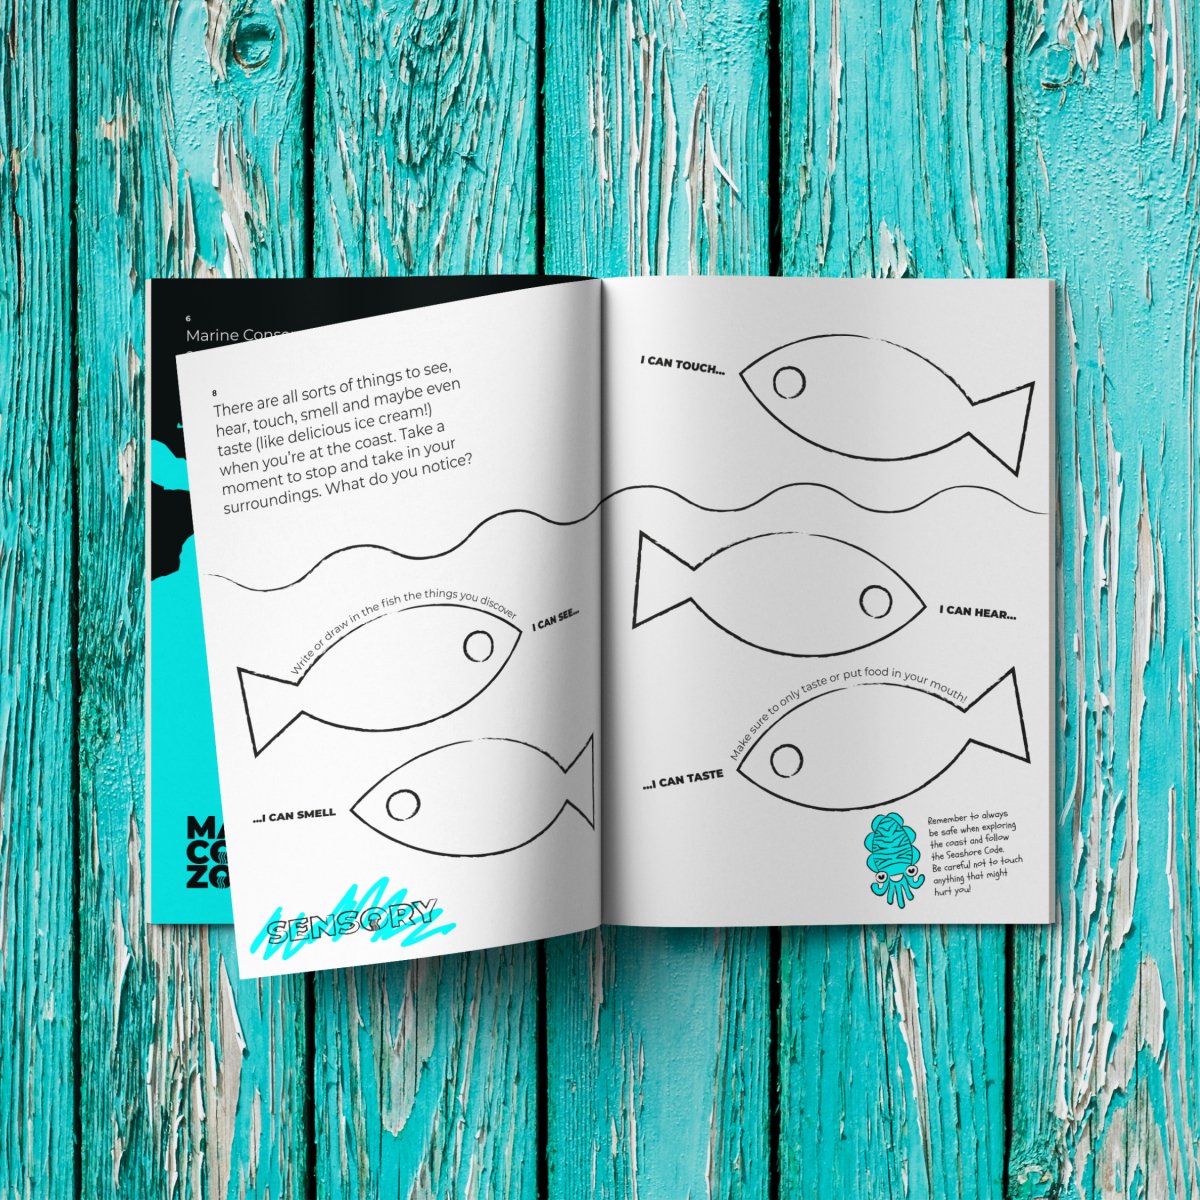 6
Marine Conser
8
There are all sorts of things to see,
hear, touch, smell and maybe even
taste (like delicious ice cream!)
when you're at the coast. Take a
moment to stop and take in your
surroundings. What do you notice?
Write or draw in the fish the things you discover
I CAN SEE...
...I CAN SMELL
SENSORY
MA
CO
ZO
I CAN TOUCH...
I CAN HEAR...
Make sure to only taste or put food in your mouth!
...I CAN TASTE
Remember to always
be safe when exploring
the coast and follow
the Seashore Code.
Be careful not to touch
anything that might
hurt you!